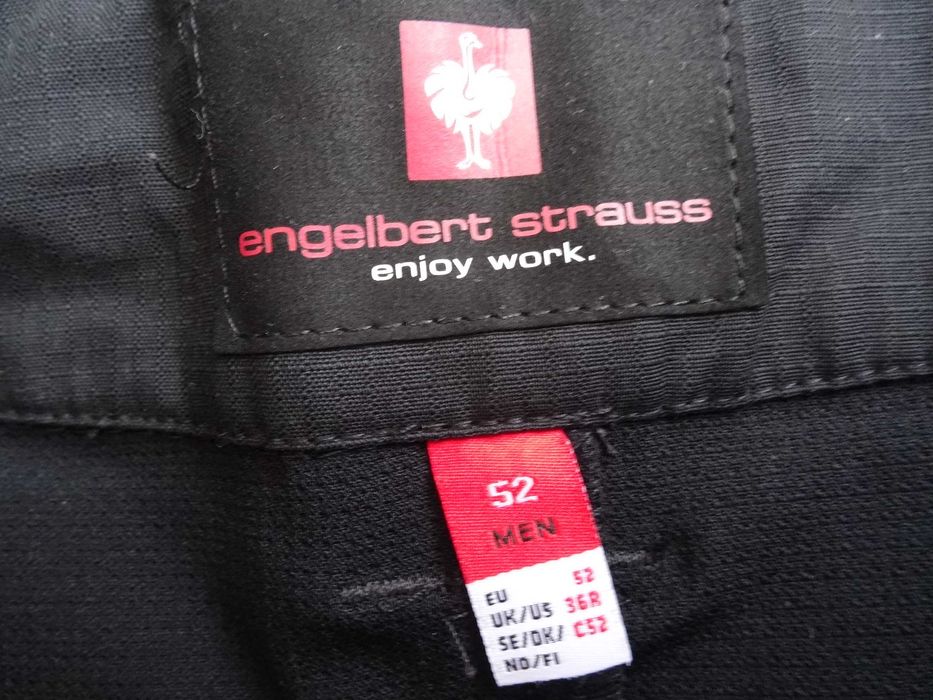 engelbert strauss
enjoy work.
52
MEN
EU 52
UK/US 36R
SE/DK/ C52
NO/FI